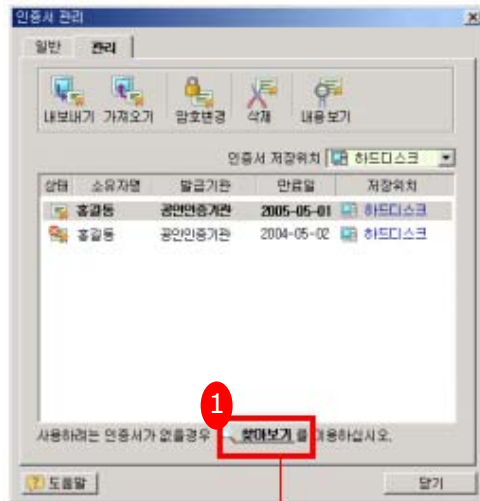 인증서 관리
일반 관리
내보내기 가져오기 암호변경 삭제 내용보기
인증서 저장위치 하드디스크
상태 소유자명 발급기관 만료일 저장위치
홍길동 공인인증기관 2005-05-01 하드디스크
홍길동 공인인증기관 2004-05-02 하드디스크
1
사용하려는 인증서가 없을경우 찾아보기 를 이용하십시오.
도움말 닫기